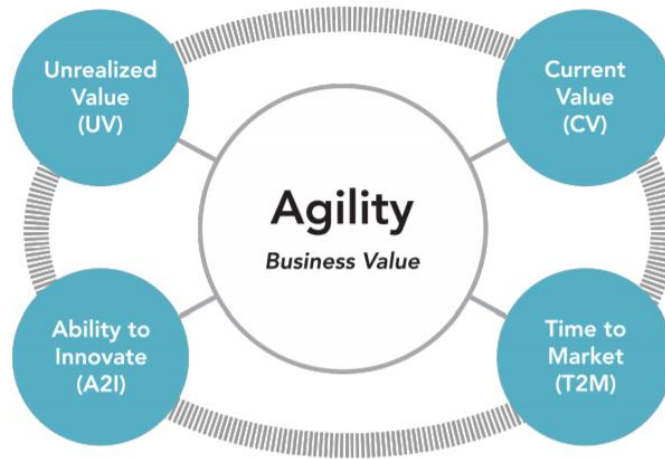 Unrealized
Value
(UV)
Current
Value
(CV)
Agility
Business Value
Ability to
Innovate
(A2I)
Time to
Market
(T2M)